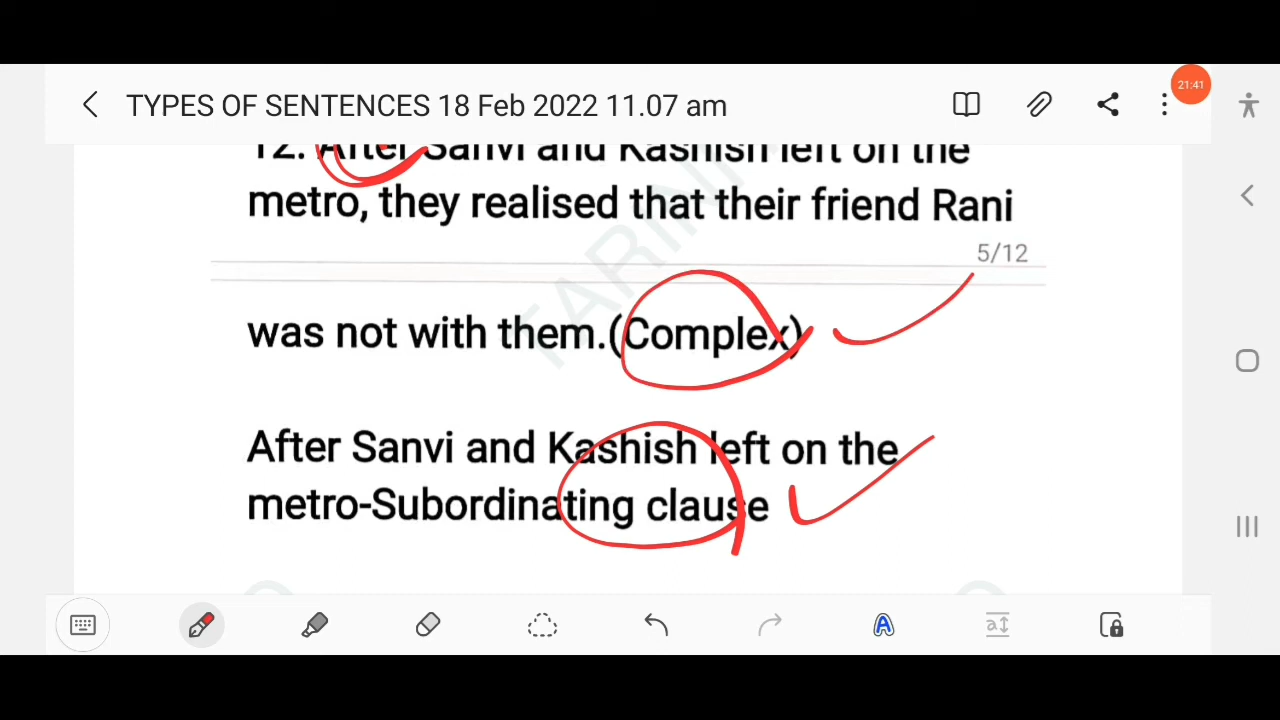 21:41
TYPES OF SENTENCES 18 Feb 2022 11.07 am
12. After Sanvi and Kashish left on the
metro, they realised that their friend Rani
5/12
was not with them.(Complex)
After Sanvi and Kashish left on the
metro-Subordinating clause
TARINI